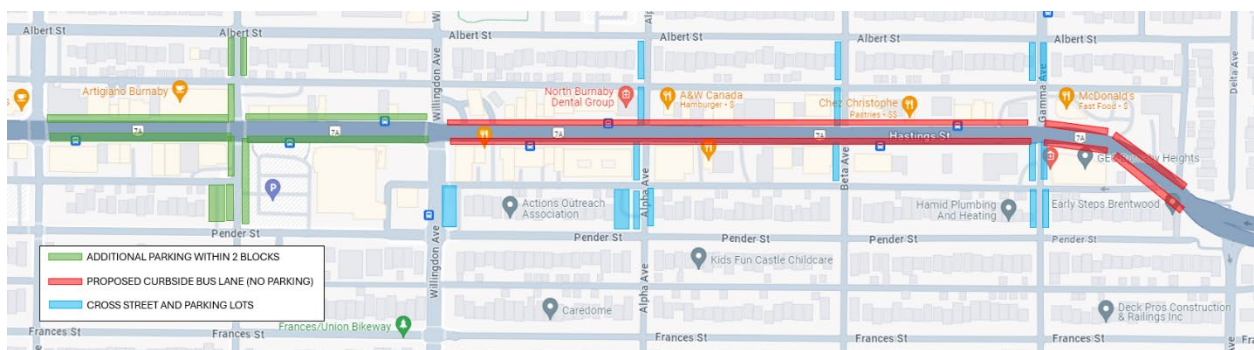 Albert St
Albert St
Albert St
Albert St
Albert St
Albert St
Willingdon Ave
Gamma Ave
Delta Ave
Artigiano Burnaby
North Burnaby
Dental Group
A&W Canada
Hamburger • $
Chez Christophe
Pastries • $$
McDonald's
Fast Food • $
7A
7A
7A
7A
Hastings St
7A
P
Actions Outreach
Association
Alpha Ave
Beta Ave
Hamid Plumbing
And Heating
Early Steps Brentwood
Pender St
Pender St
Pender St
Pender St
Pender St
ADDITIONAL PARKING WITHIN 2 BLOCKS
PROPOSED CURBSIDE BUS LANE (NO PARKING)
CROSS STREET AND PARKING LOTS
Willingdon Ave
Kids Fun Castle Childcare
Caredome
Alpha Ave
Deck Pros Construction
& Railings Inc
Frances St
Frances St
Frances/Union Bikeway
Frances St
Frances St
Frances St